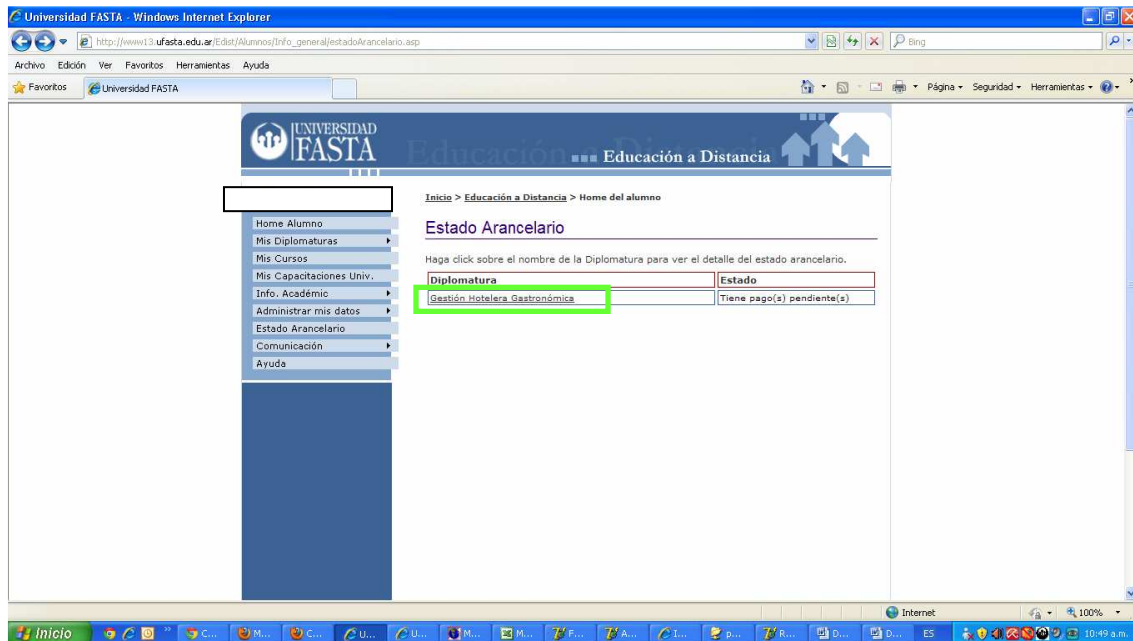 Universidad FASTA - Windows Internet Explorer
http://www13.ufasta.edu.ar/Edist/Alumnos/Info_general/estadoArancelario.asp
Bing
Archivo Edición Ver Favoritos Herramientas Ayuda
Favoritos Universidad FASTA Página Seguridad Herramientas
UNIVERSIDAD
FASTA
Educación a Distancia
Educación a Distancia
Inicio > Educación a Distancia > Home del alumno
Home Alumno
Mis Diplomaturas
Mis Cursos
Mis Capacitaciones Univ.
Info. Académic
Administrar mis datos
Estado Arancelario
Comunicación
Ayuda
Estado Arancelario
Haga click sobre el nombre de la Diplomatura para ver el detalle del estado arancelario.
Diplomatura Estado
Gestión Hotelera Gastronómica Tiene pago(s) pendiente(s)
Internet 100%
Inicio C... M... C... U... U... M... M... F... A... I... p... R... D... D... ES 10:49 a.m.